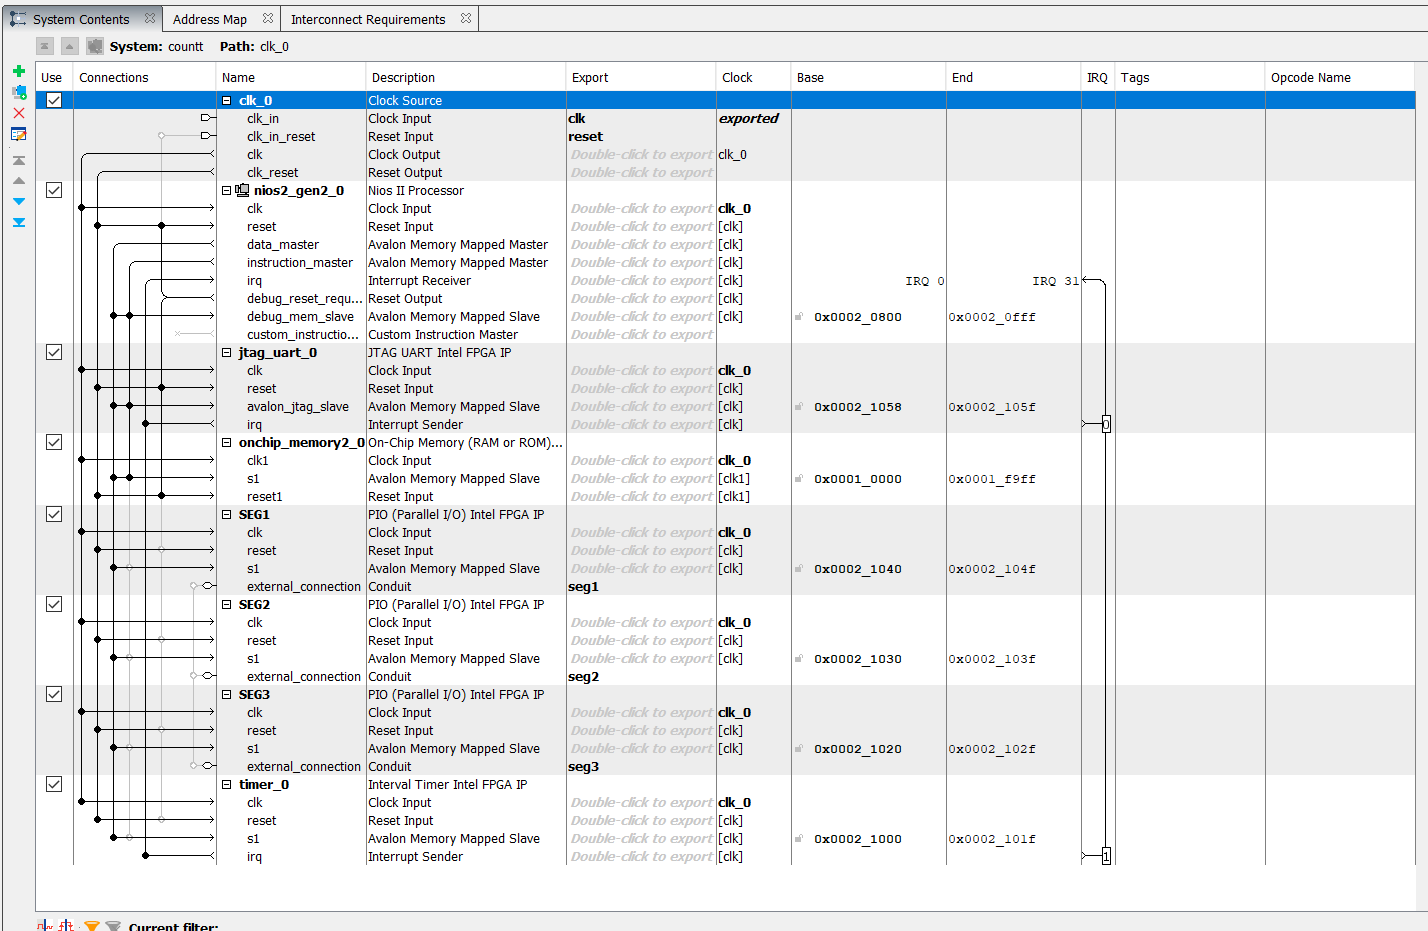 System Contents Address Map Interconnect Requirements
System: countt Path: clk_0
Use Connections Name Description Export Clock Base End IRQ Tags Opcode Name
clk_0 Clock Source
clk_in Clock Input clk exported
clk_in_reset Reset Input reset
clk Clock Output Double-click to export clk_0
clk_reset Reset Output Double-click to export
nios2_gen2_0 Nios II Processor
clk Clock Input Double-click to export clk_0
reset Reset Input Double-click to export [clk]
data_master Avalon Memory Mapped Master Double-click to export [clk]
instruction_master Avalon Memory Mapped Master Double-click to export [clk]
irq Interrupt Receiver Double-click to export [clk] IRQ 0 IRQ 31
debug_reset_requ... Reset Output Double-click to export [clk]
debug_mem_slave Avalon Memory Mapped Slave Double-click to export [clk] 0x0002_0800 0x0002_0fff
custom_instructio... Custom Instruction Master Double-click to export
jtag_uart_0 JTAG UART Intel FPGA IP
clk Clock Input Double-click to export clk_0
reset Reset Input Double-click to export [clk]
avalon_jtag_slave Avalon Memory Mapped Slave Double-click to export [clk] 0x0002_1058 0x0002_105f
irq Interrupt Sender Double-click to export [clk] 0
onchip_memory2_0 On-Chip Memory (RAM or ROM)...
clk1 Clock Input Double-click to export clk_0
s1 Avalon Memory Mapped Slave Double-click to export [clk1] 0x0001_0000 0x0001_f9ff
reset1 Reset Input Double-click to export [clk1]
SEG1 PIO (Parallel I/O) Intel FPGA IP
clk Clock Input Double-click to export clk_0
reset Reset Input Double-click to export [clk]
s1 Avalon Memory Mapped Slave Double-click to export [clk] 0x0002_1040 0x0002_104f
external_connection Conduit seg1
SEG2 PIO (Parallel I/O) Intel FPGA IP
clk Clock Input Double-click to export clk_0
reset Reset Input Double-click to export [clk]
s1 Avalon Memory Mapped Slave Double-click to export [clk] 0x0002_1030 0x0002_103f
external_connection Conduit seg2
SEG3 PIO (Parallel I/O) Intel FPGA IP
clk Clock Input Double-click to export clk_0
reset Reset Input Double-click to export [clk]
s1 Avalon Memory Mapped Slave Double-click to export [clk] 0x0002_1020 0x0002_102f
external_connection Conduit seg3
timer_0 Interval Timer Intel FPGA IP
clk Clock Input Double-click to export clk_0
reset Reset Input Double-click to export [clk]
s1 Avalon Memory Mapped Slave Double-click to export [clk] 0x0002_1000 0x0002_101f
irq Interrupt Sender Double-click to export [clk] 1
Current filter: